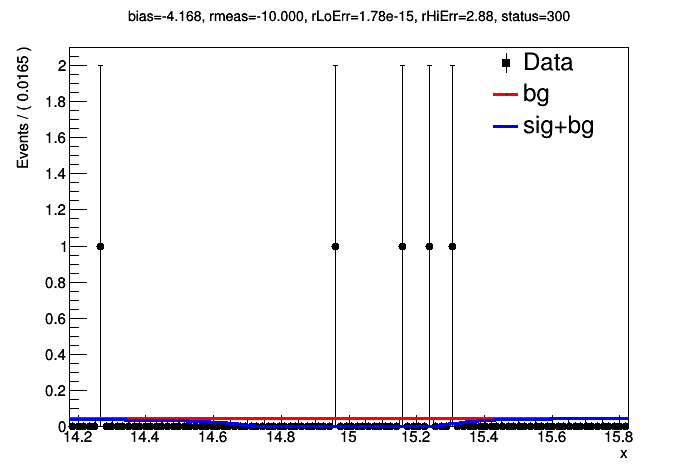 bias=-4.168, rmeas=-10.000, rLoErr=1.78e-15, rHiErr=2.88, status=300
Events / ( 0.0165 )
2
1.8
1.6
1.4
1.2
1
0.8
0.6
0.4
0.2
0
Data
bg
sig+bg
14.2 14.4 14.6 14.8 15 15.2 15.4 15.6 15.8
x